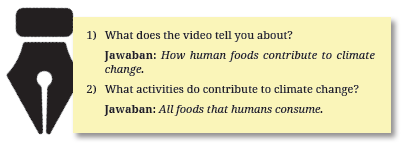 1) What does the video tell you about?
Jawaban: How human foods contribute to climate
change.
2) What activities do contribute to climate change?
Jawaban: All foods that humans consume.